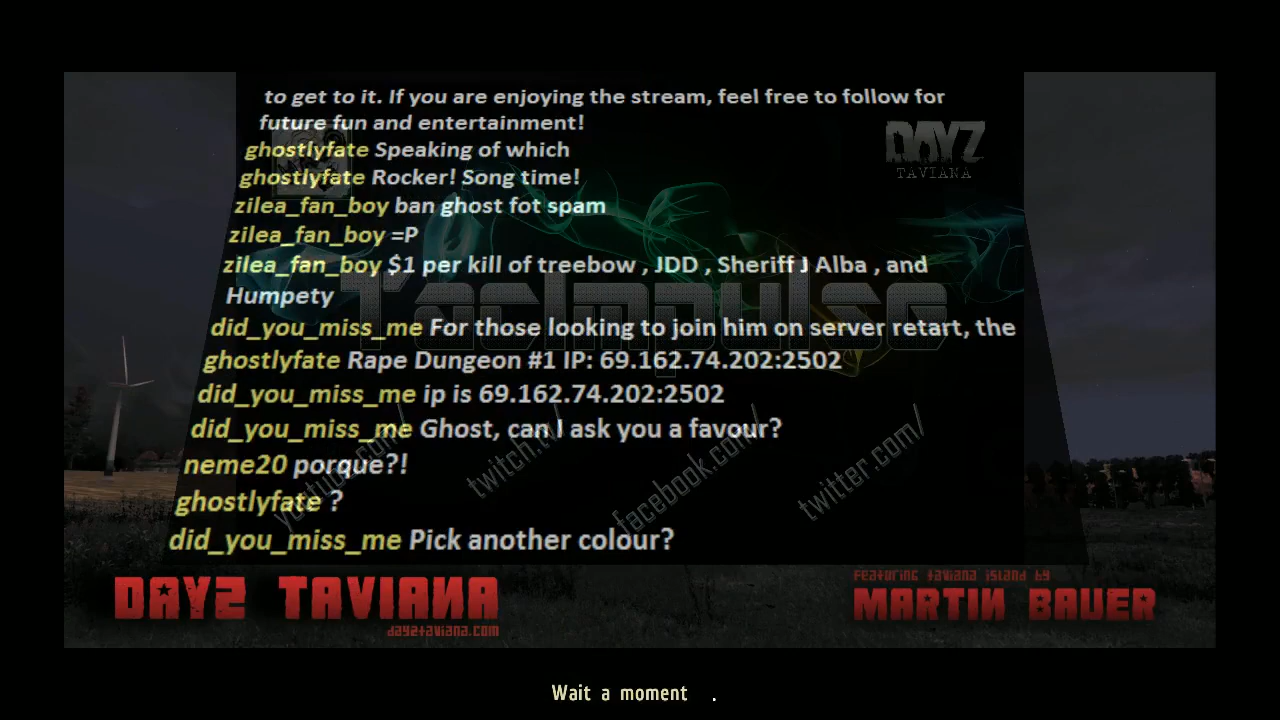 to get to it. If you are enjoying the stream, feel free to follow for
future fun and entertainment!
ghostlyfate Speaking of which
ghostlyfate Rocker! Song time!
zilea_fan_boy ban ghost fot spam
zilea_fan_boy =P
zilea_fan_boy $1 per kill of treebow , JDD , Sheriff J Alba , and
Humpety
did_you_miss_me For those looking to join him on server retart, the
ghostlyfate Rape Dungeon #1 IP: 69.162.74.202:2502
did_you_miss_me ip is 69.162.74.202:2502
did_you_miss_me Ghost, can I ask you a favour?
neme20 porque?!
ghostlyfate ?
did_you_miss_me Pick another colour?
DAYZ
TAVIANA
TacImpulse
youtube.com/
twitch.tv/
facebook.com/
twitter.com/
DAYZ TAVIANA
dayztaviana.com
Featuring taviana island by
MARTIN BAUER
Wait a moment .